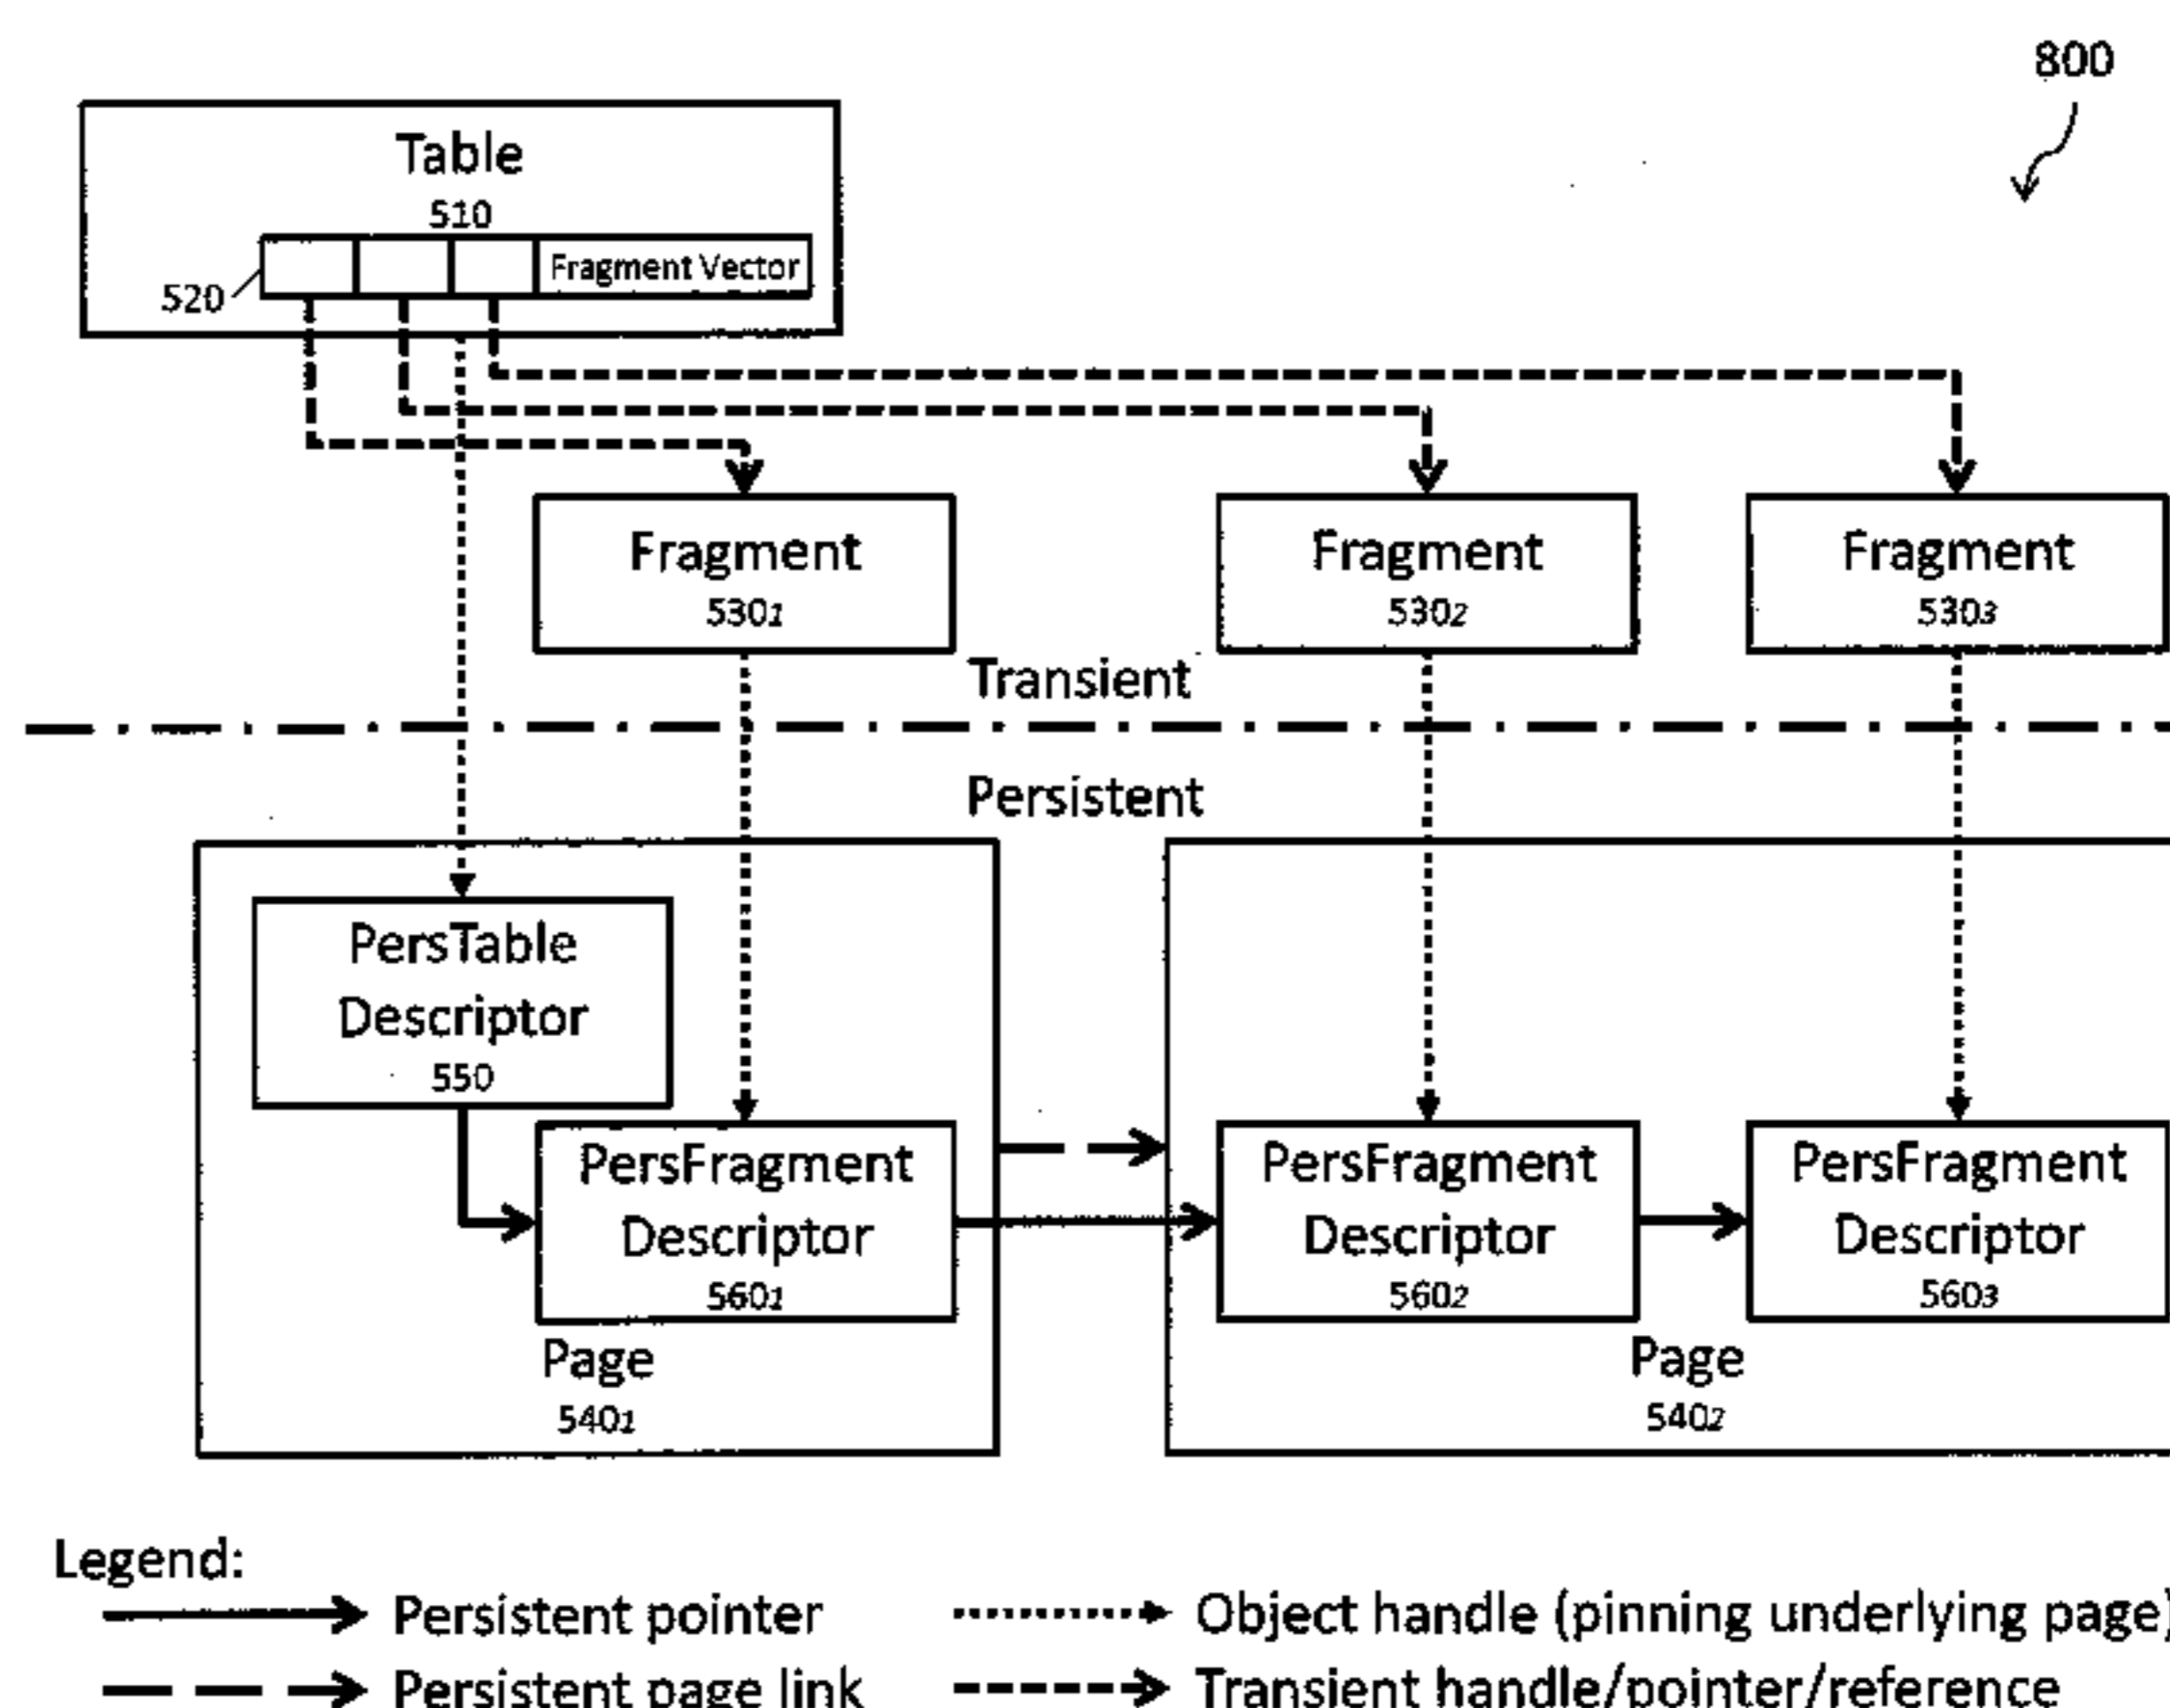 800
Table
510
Fragment Vector
520
Fragment
530₁
Fragment
530₂
Fragment
530₃
Transient
Persistent
PersTable
Descriptor
550
PersFragment
Descriptor
560₁
PersFragment
Descriptor
560₂
PersFragment
Descriptor
560₃
Page
540₁
Page
540₂
Legend:
Persistent pointer
Object handle (pinning underlying page)
Persistent page link
Transient handle/pointer/reference